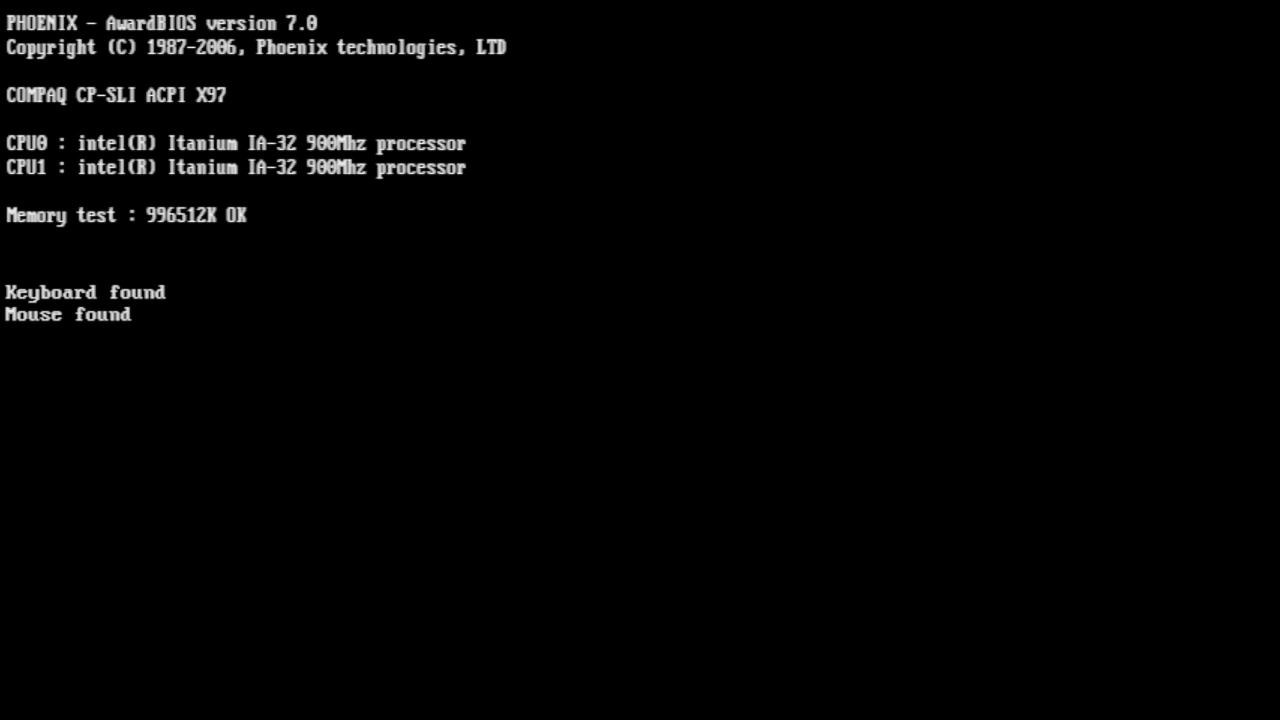 PHOENIX - AwardBIOS version 7.0
Copyright (C) 1987-2006, Phoenix technologies, LTD
COMPAQ CP-SLI ACPI X97
CPU0 : intel(R) Itanium IA-32 900Mhz processor
CPU1 : intel(R) Itanium IA-32 900Mhz processor
Memory test : 996512K OK
Keyboard found
Mouse found